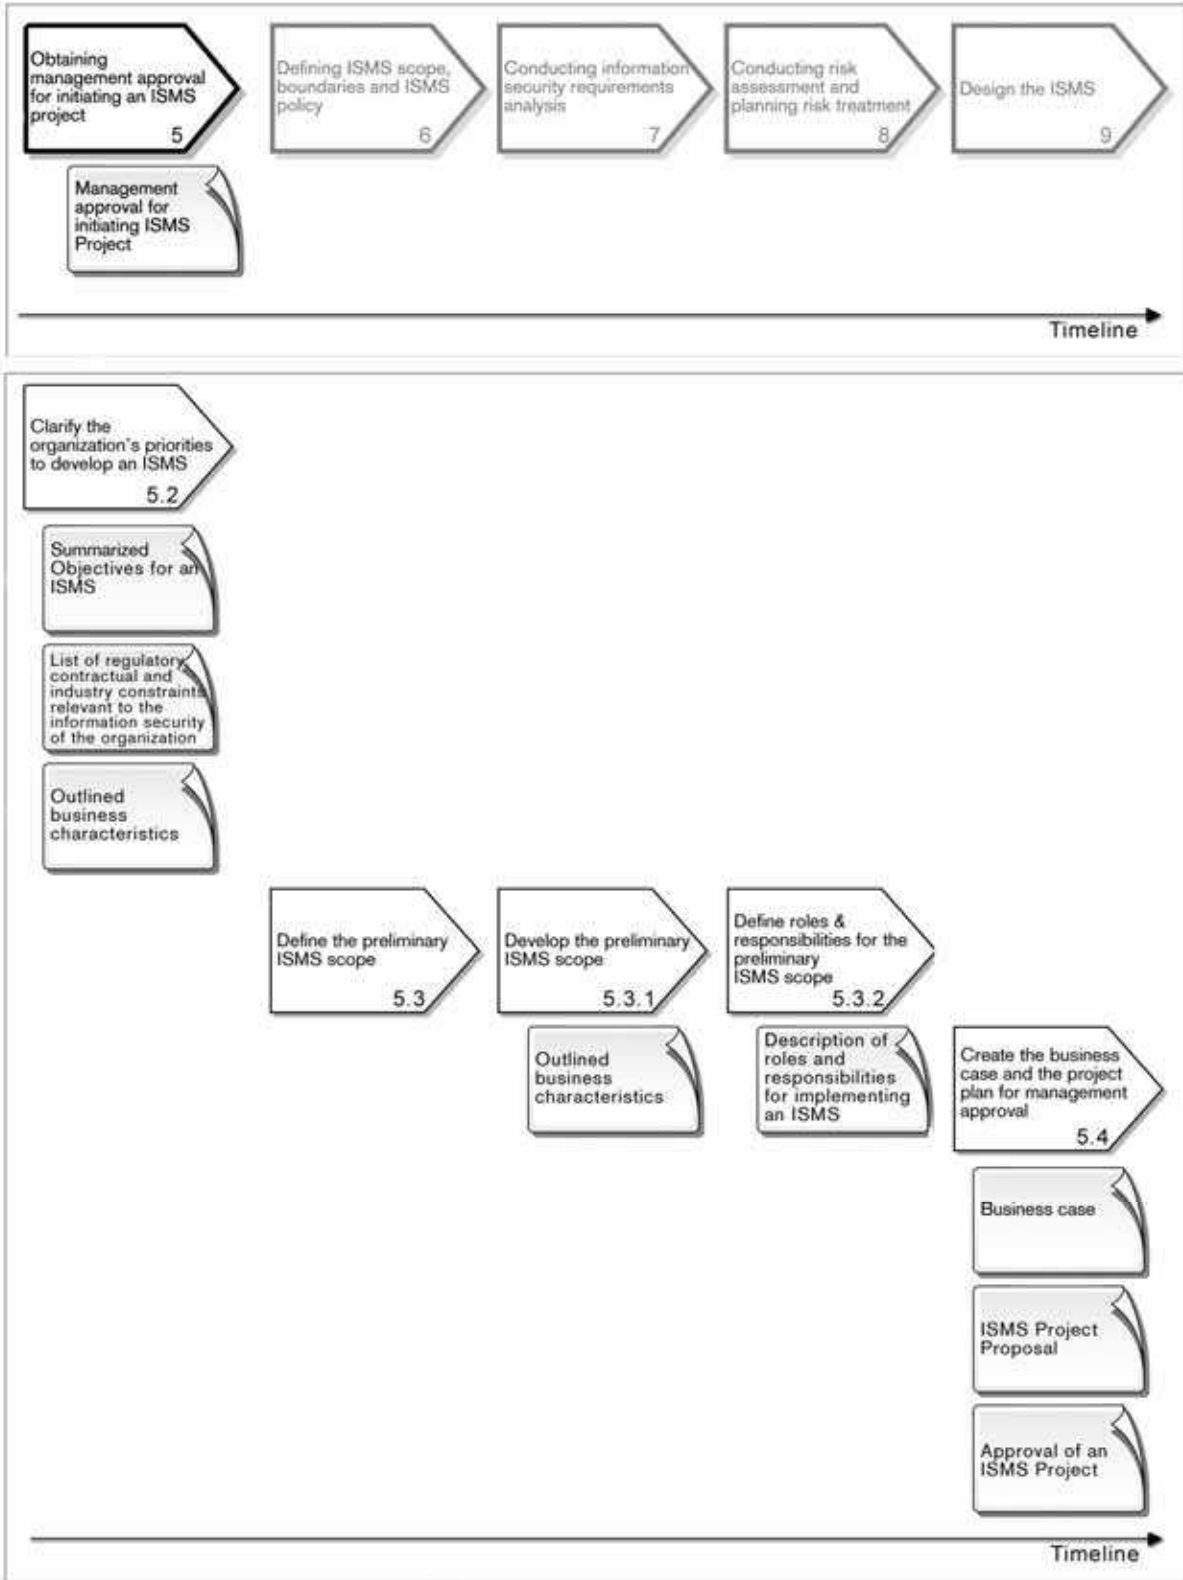 Obtaining
management approval
for initiating an ISMS
project
5
Defining ISMS scope,
boundaries and ISMS
policy
6
Conducting information
security requirements
analysis
7
Conducting risk
assessment and
planning risk treatment
8
Design the ISMS
9
Management
approval for
initiating ISMS
Project
Timeline
Clarify the
organization's priorities
to develop an ISMS
5.2
Summarized
Objectives for an
ISMS
List of regulatory,
contractual and
industry constraints
relevant to the
information security
of the organization
Outlined
business
characteristics
Define the preliminary
ISMS scope
5.3
Develop the preliminary
ISMS scope
5.3.1
Define roles &
responsibilities for the
preliminary
ISMS scope
5.3.2
Outlined
business
characteristics
Description of
roles and
responsibilities
for implementing
an ISMS
Create the business
case and the project
plan for management
approval
5.4
Business case
ISMS Project
Proposal
Approval of an
ISMS Project
Timeline